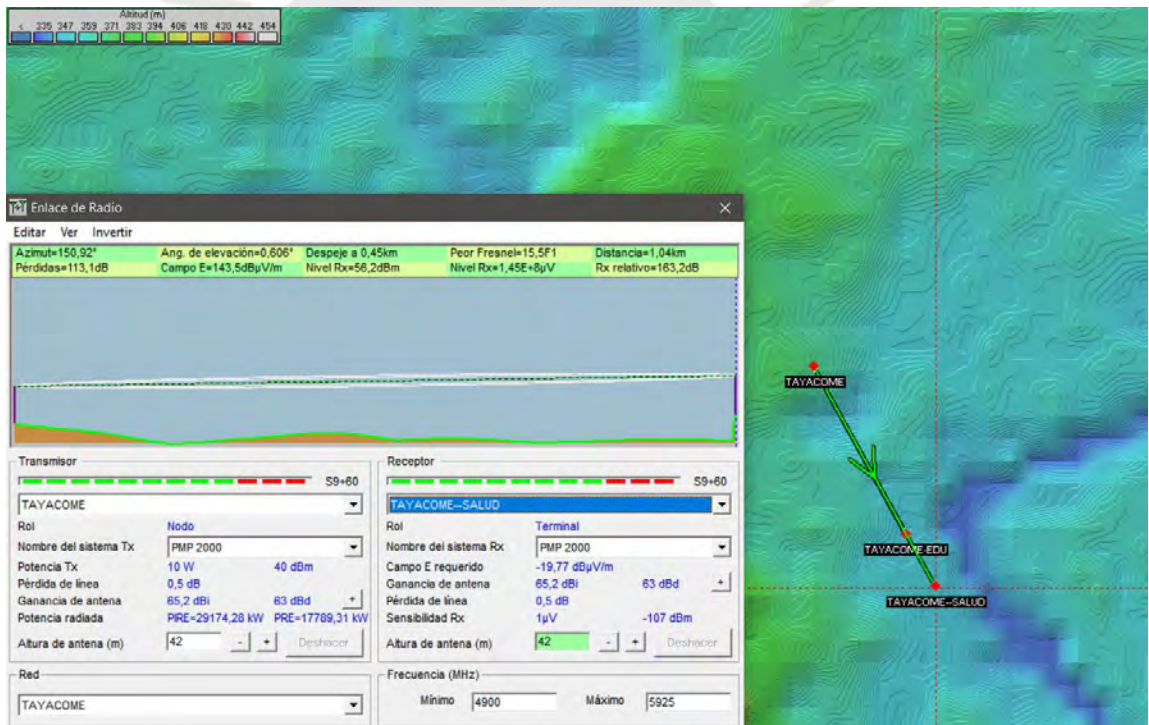 Altitud (m)
< 335 347 359 371 383 394 406 418 430 442 454
Enlace de Radio
Editar Ver Invertir
Azimut=150,92° Ang. de elevación=0,606° Despeje a 0,45km Peor Fresnel=15,5F1 Distancia=1,04km
Pérdidas=113,1dB Campo E=143,5dBµV/m Nivel Rx=56,2dBm Nivel Rx=1,45E+8µV Rx relativo=163,2dB
Transmisor
S9+60
TAYACOME
Rol Nodo
Nombre del sistema Tx PMP 2000
Potencia Tx 10 W 40 dBm
Pérdida de línea 0,5 dB
Ganancia de antena 65,2 dBi 63 dBd +
Potencia radiada PIRE=29174,28 kW PRE=17789,31 kW
Altura de antena (m) 42 - + Deshacer
Red
TAYACOME
Receptor
S9+60
TAYACOME--SALUD
Rol Terminal
Nombre del sistema Rx PMP 2000
Campo E requerido -19,77 dBµV/m
Ganancia de antena 65,2 dBi 63 dBd +
Pérdida de línea 0,5 dB
Sensibilidad Rx 1µV -107 dBm
Altura de antena (m) 42 - + Deshacer
Frecuencia (MHz)
Mínimo 4900 Máximo 5925
TAYACOME
TAYACOME-EDU
TAYACOME--SALUD